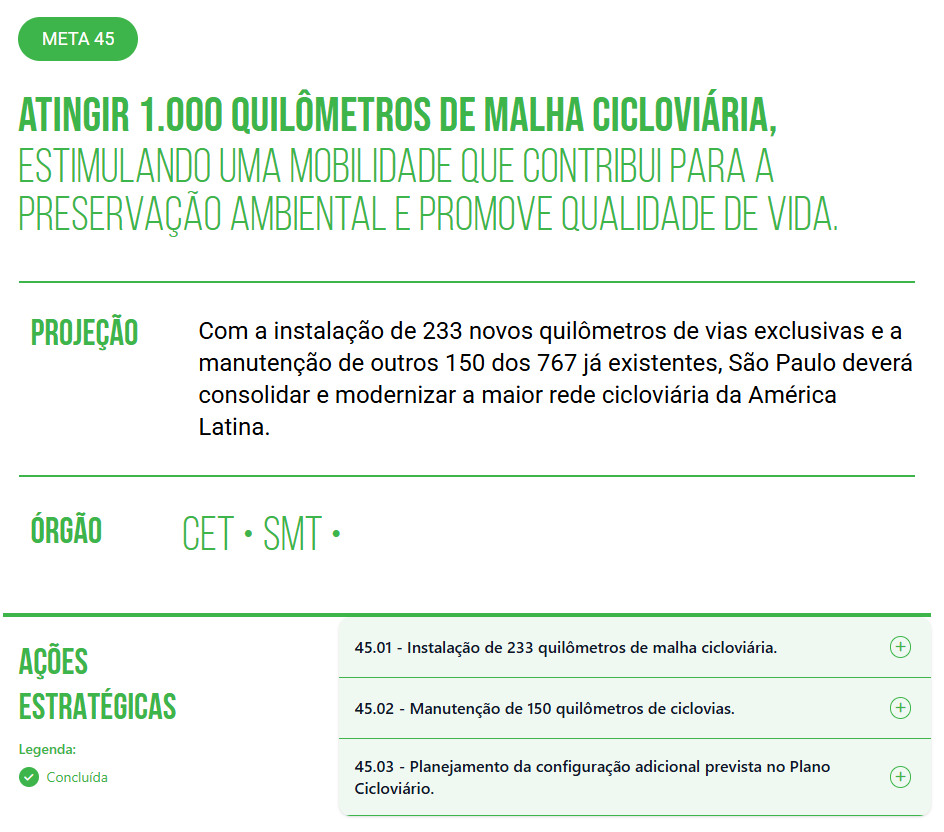 META 45
ATINGIR 1.000 QUILÔMETROS DE MALHA CICLOVIÁRIA,
ESTIMULANDO UMA MOBILIDADE QUE CONTRIBUI PARA A
PRESERVAÇÃO AMBIENTAL E PROMOVE QUALIDADE DE VIDA.
PROJEÇÃO
Com a instalação de 233 novos quilômetros de vias exclusivas e a
manutenção de outros 150 dos 767 já existentes, São Paulo deverá
consolidar e modernizar a maior rede cicloviária da América
Latina.
ÓRGÃO
CET • SMT •
AÇÕES
ESTRATÉGICAS
Legenda:
Concluída
45.01 - Instalação de 233 quilômetros de malha cicloviária.
45.02 - Manutenção de 150 quilômetros de ciclovias.
45.03 - Planejamento da configuração adicional prevista no Plano
Cicloviário.